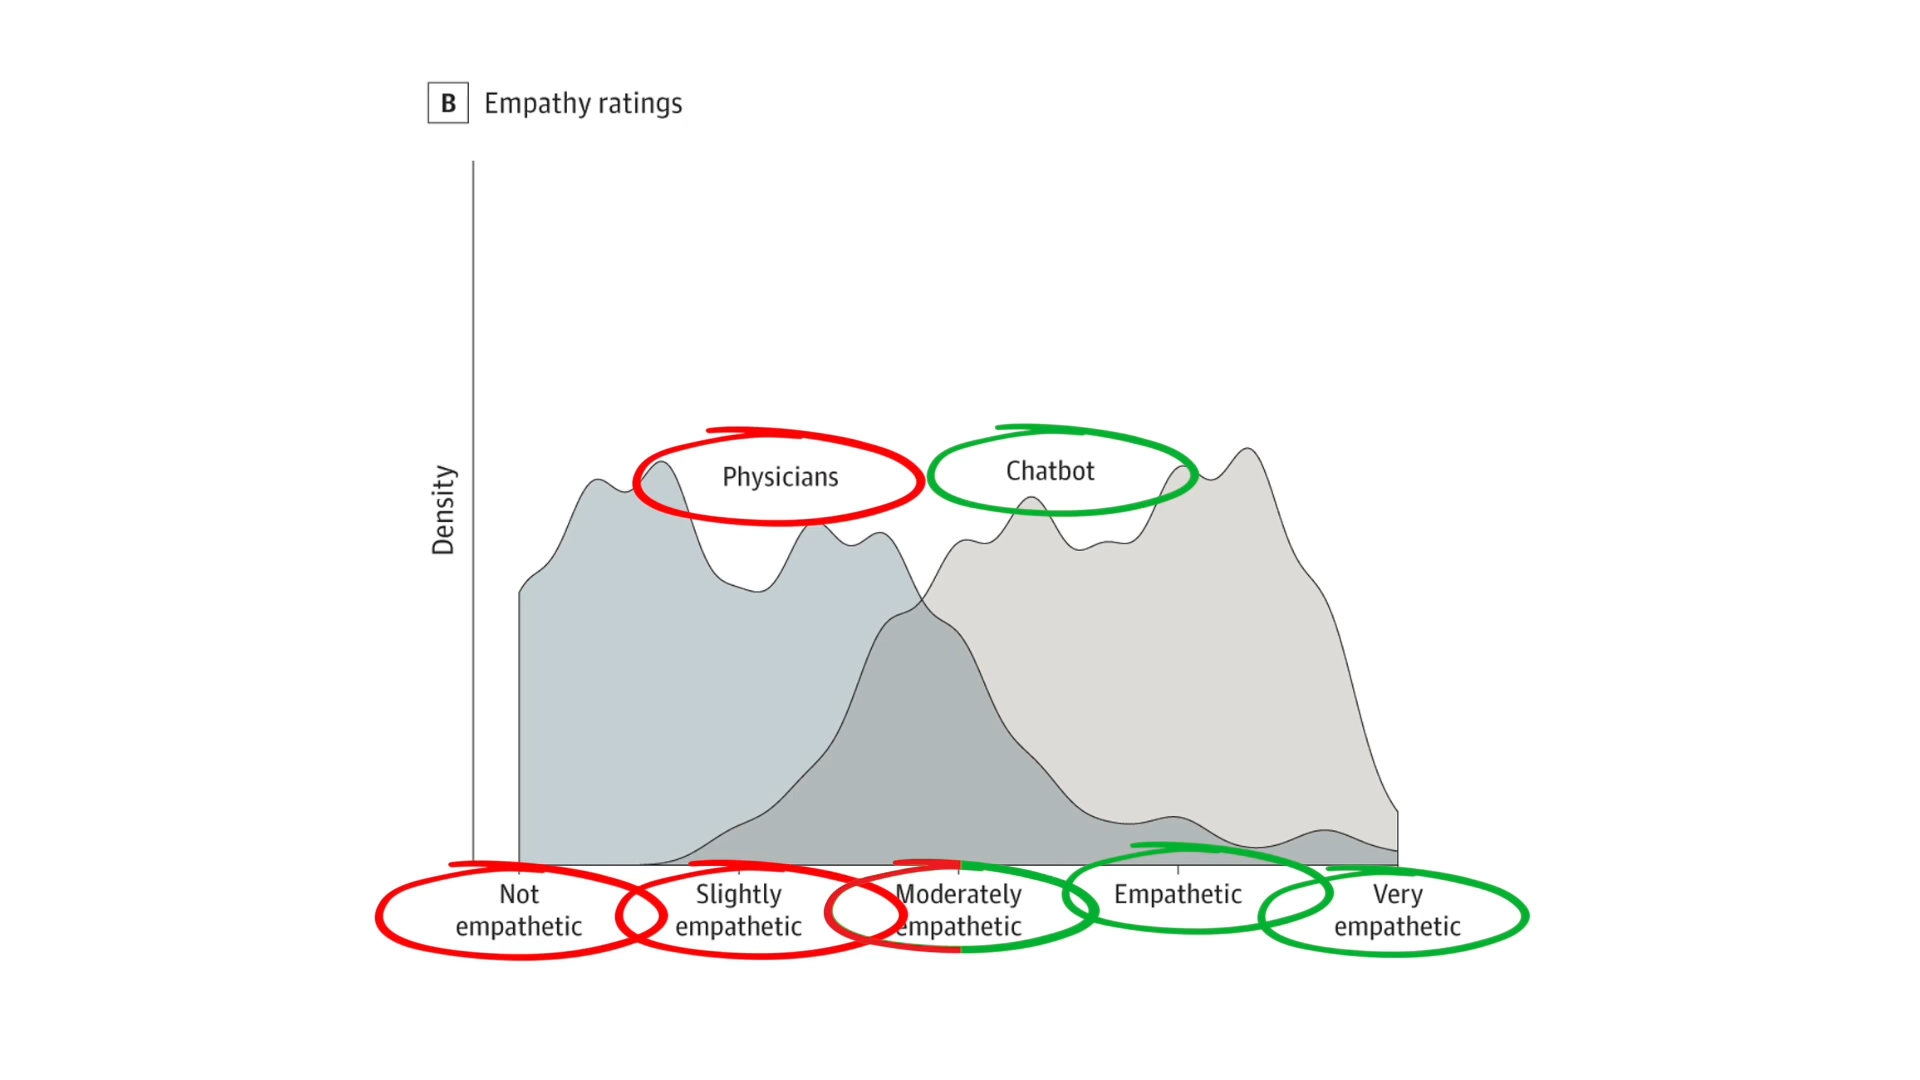 B Empathy ratings
Density
Physicians
Chatbot
Not
empathetic
Slightly
empathetic
Moderately
empathetic
Empathetic
Very
empathetic